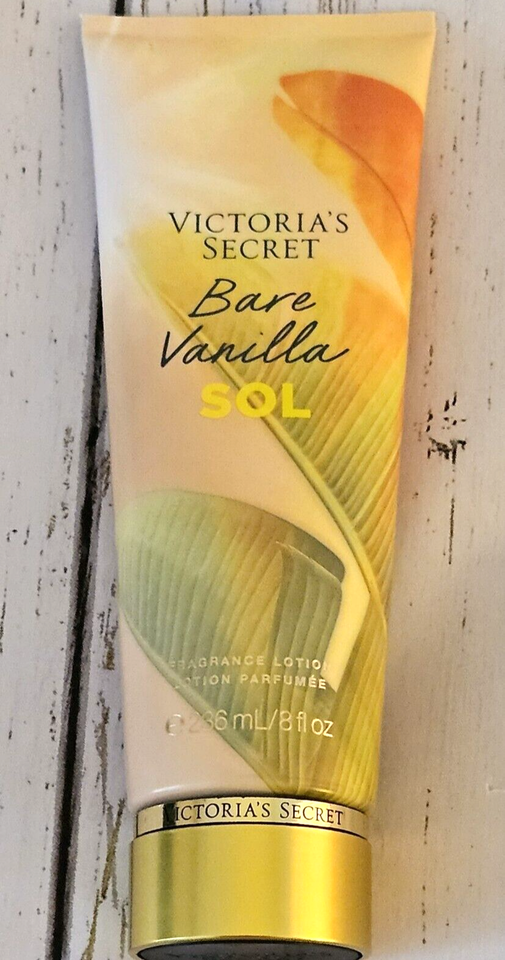 VICTORIA'S
SECRET
Bare
Vanilla
SOL
FRAGRANCE LOTION
LOTION PARFUMÉE
℮ 236 mL/8 fl oz
VICTORIA'S SECRET